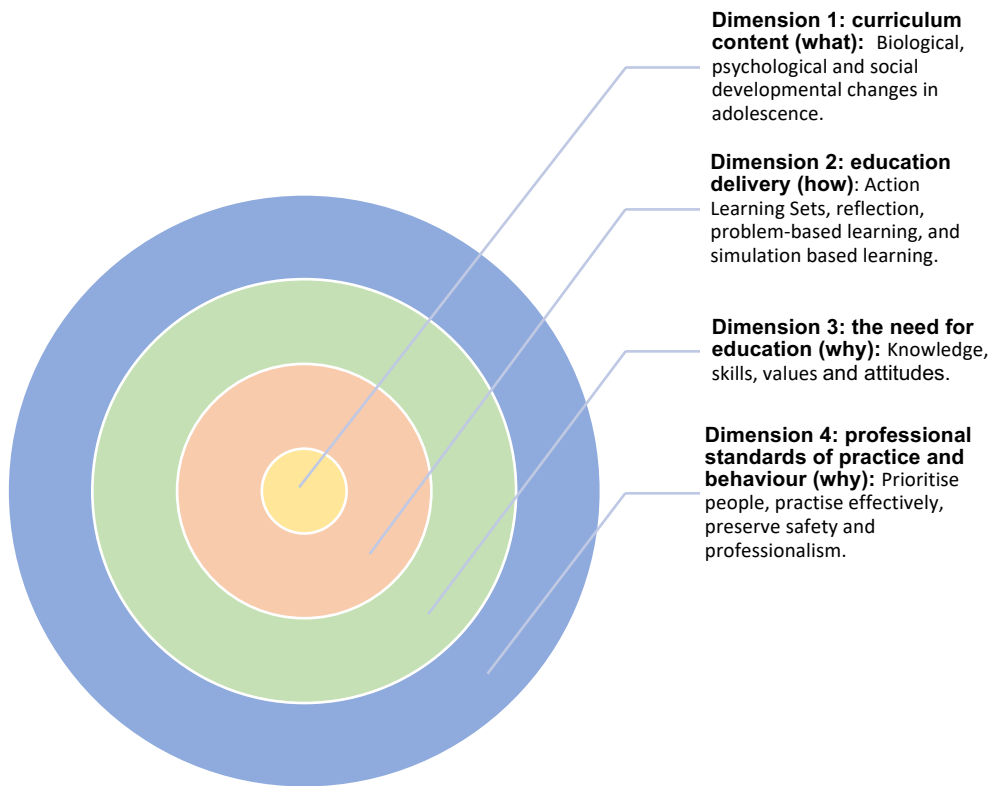 Dimension 1: curriculum
content (what): Biological,
psychological and social
developmental changes in
adolescence.
Dimension 2: education
delivery (how): Action
Learning Sets, reflection,
problem-based learning, and
simulation based learning.
Dimension 3: the need for
education (why): Knowledge,
skills, values and attitudes.
Dimension 4: professional
standards of practice and
behaviour (why): Prioritise
people, practise effectively,
preserve safety and
professionalism.